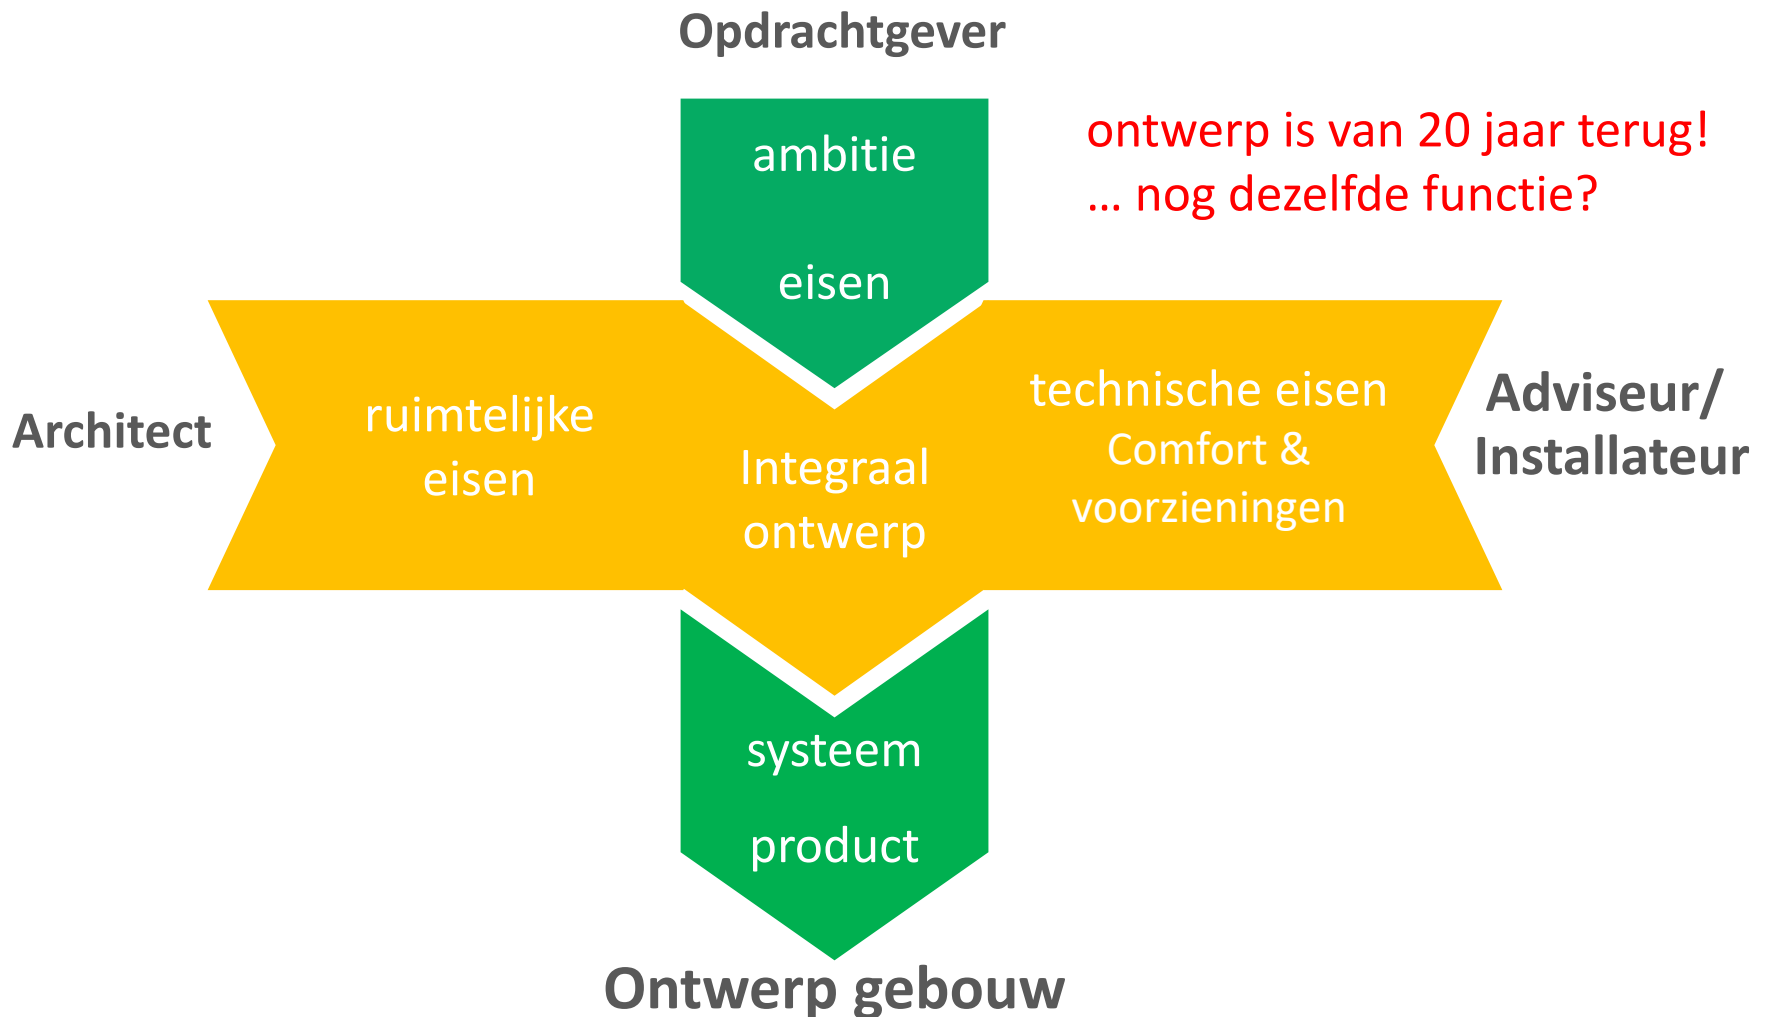 Opdrachtgever
ambitie
eisen
ontwerp is van 20 jaar terug!
... nog dezelfde functie?
Architect
ruimtelijke
eisen
Integraal
ontwerp
technische eisen
Comfort &
voorzieningen
Adviseur/
Installateur
systeem
product
Ontwerp gebouw